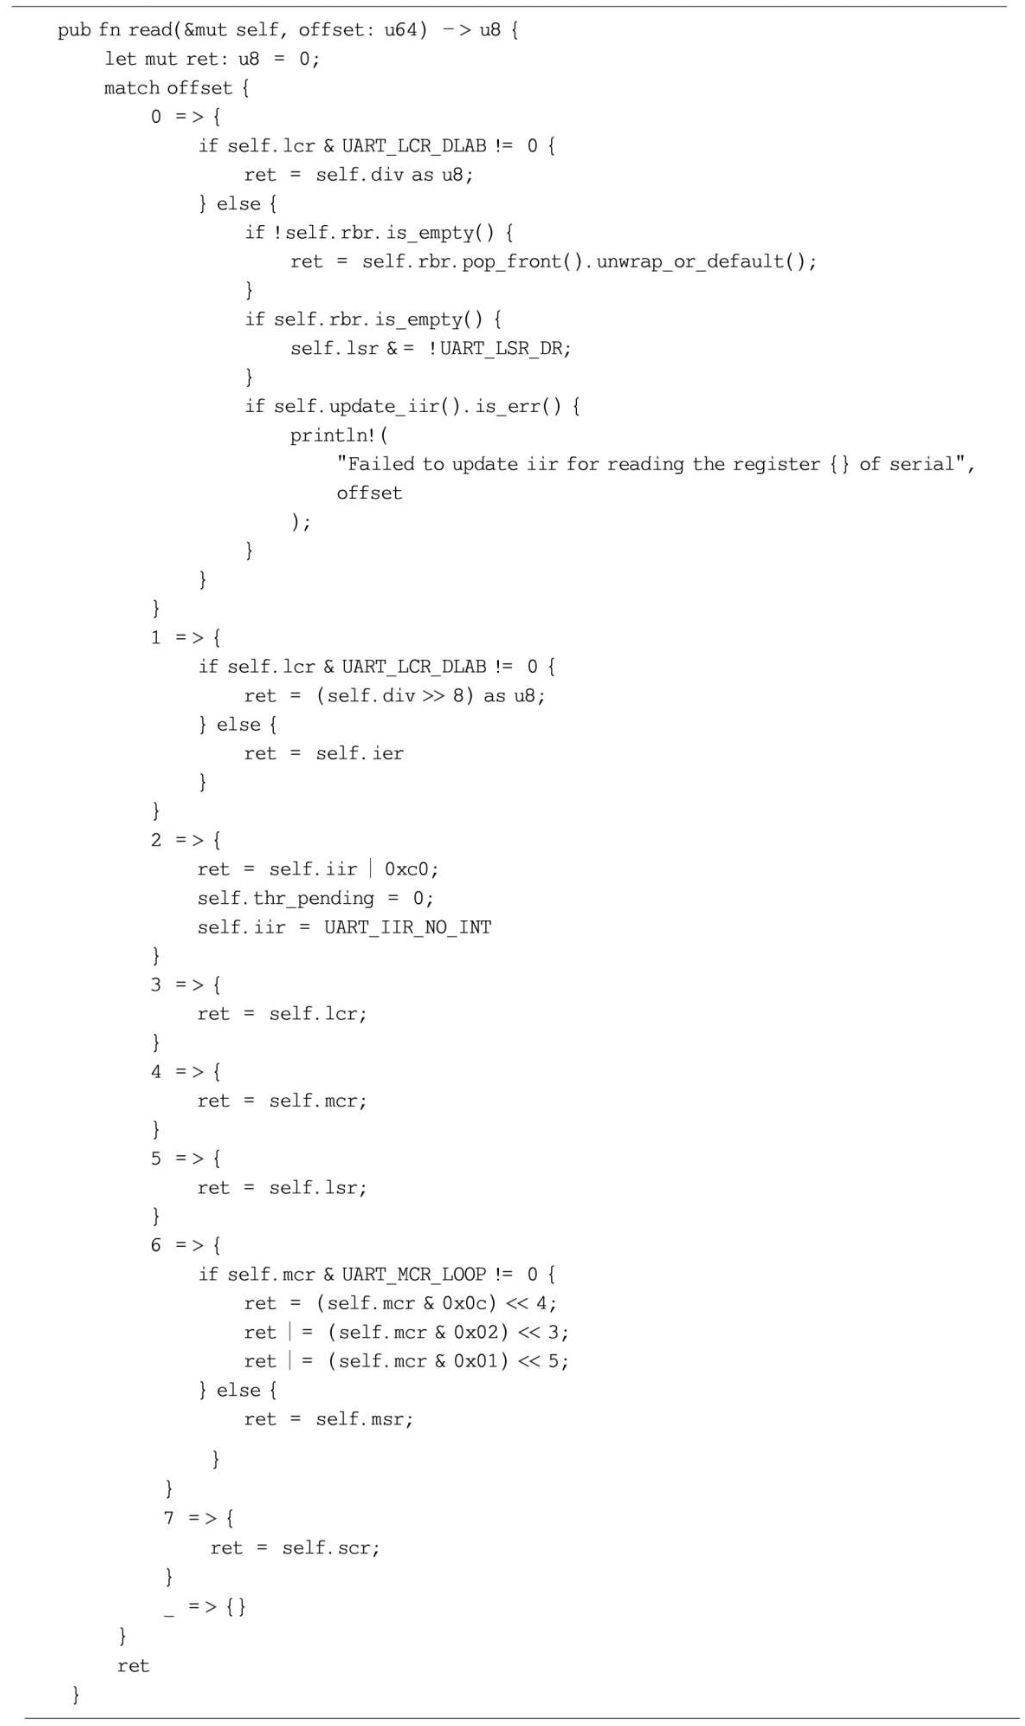 pub fn read(&mut self, offset: u64) -> u8 {
    let mut ret: u8 = 0;
    match offset {
        0 => {
            if self.lcr & UART_LCR_DLAB != 0 {
                ret = self.div as u8;
            } else {
                if !self.rbr.is_empty() {
                    ret = self.rbr.pop_front().unwrap_or_default();
                }
                if self.rbr.is_empty() {
                    self.lsr &= !UART_LSR_DR;
                }
                if self.update_iir().is_err() {
                    println!(
                        "Failed to update iir for reading the register {} of serial",
                        offset
                    );
                }
            }
        }
        1 => {
            if self.lcr & UART_LCR_DLAB != 0 {
                ret = (self.div >> 8) as u8;
            } else {
                ret = self.ier
            }
        }
        2 => {
            ret = self.iir | 0xc0;
            self.thr_pending = 0;
            self.iir = UART_IIR_NO_INT
        }
        3 => {
            ret = self.lcr;
        }
        4 => {
            ret = self.mcr;
        }
        5 => {
            ret = self.lsr;
        }
        6 => {
            if self.mcr & UART_MCR_LOOP != 0 {
                ret = (self.mcr & 0x0c) << 4;
                ret |= (self.mcr & 0x02) << 3;
                ret |= (self.mcr & 0x01) << 5;
            } else {
                ret = self.msr;
            }
        }
        7 => {
            ret = self.scr;
        }
        _ => {}
    }
    ret
}